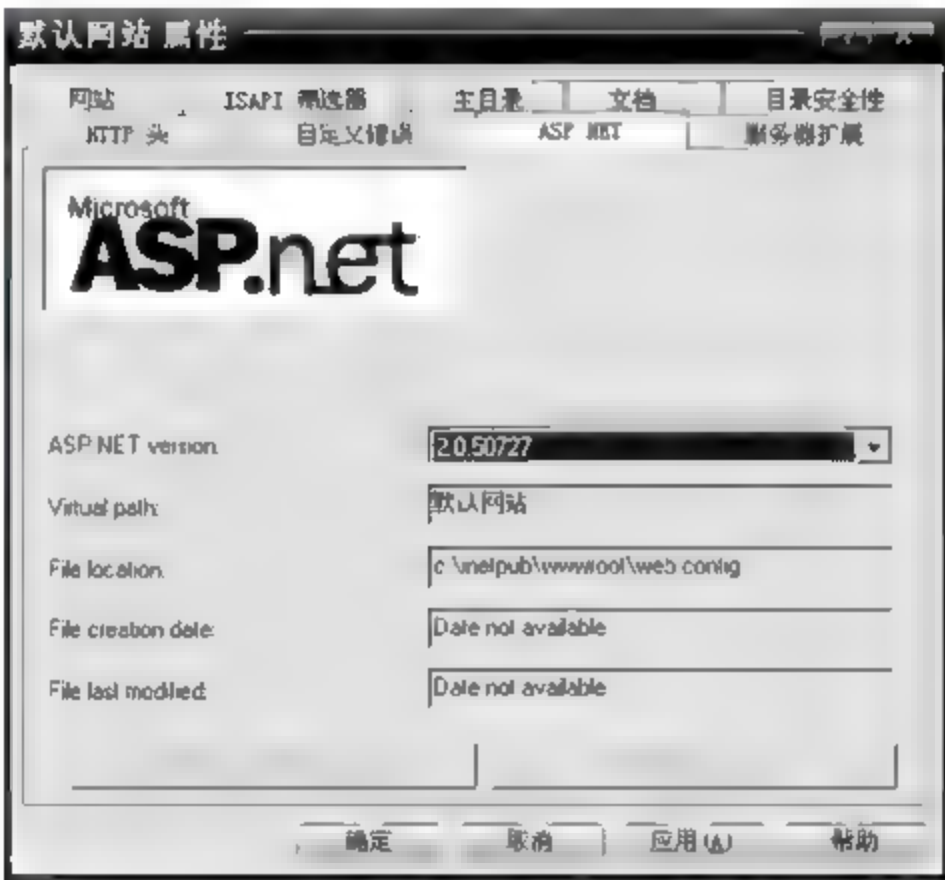 默认网站 属性
网站 ISAPI 筛选器 主目录 文档 目录安全性
HTTP 头 自定义错误 ASP.NET 服务器扩展
Microsoft
ASP.net
ASP.NET version: 2.0.50727
Virtual path: 默认网站
File location: c:\inetpub\wwwroot\web.config
File creation date: Date not available
File last modified: Date not available
确定 取消 应用(A) 帮助